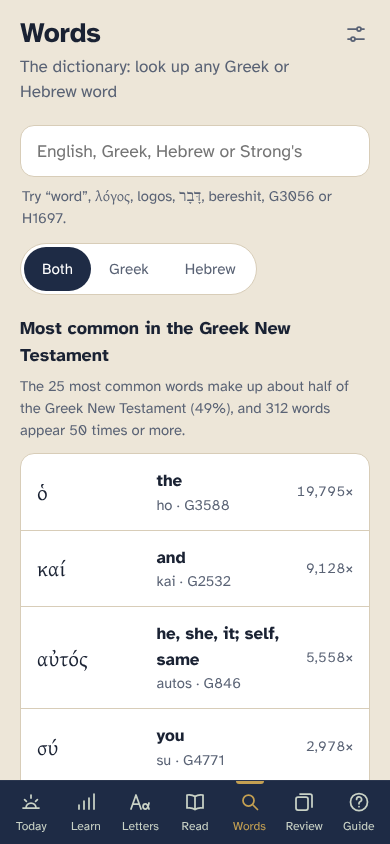 Words
The dictionary: look up any Greek or
Hebrew word
English, Greek, Hebrew or Strong's
Try “word”, λόγος, logos, דָּבָר, bereshit, G3056 or
H1697.
Both Greek Hebrew
Most common in the Greek New
Testament
The 25 most common words make up about half of
the Greek New Testament (49%), and 312 words
appear 50 times or more.
ὁ the 19,795×
ho · G3588
καί and 9,128×
kai · G2532
αὐτός he, she, it; self,
same 5,558×
autos · G846
σύ you 2,978×
su · G4771
Today Learn Letters Read Words Review Guide